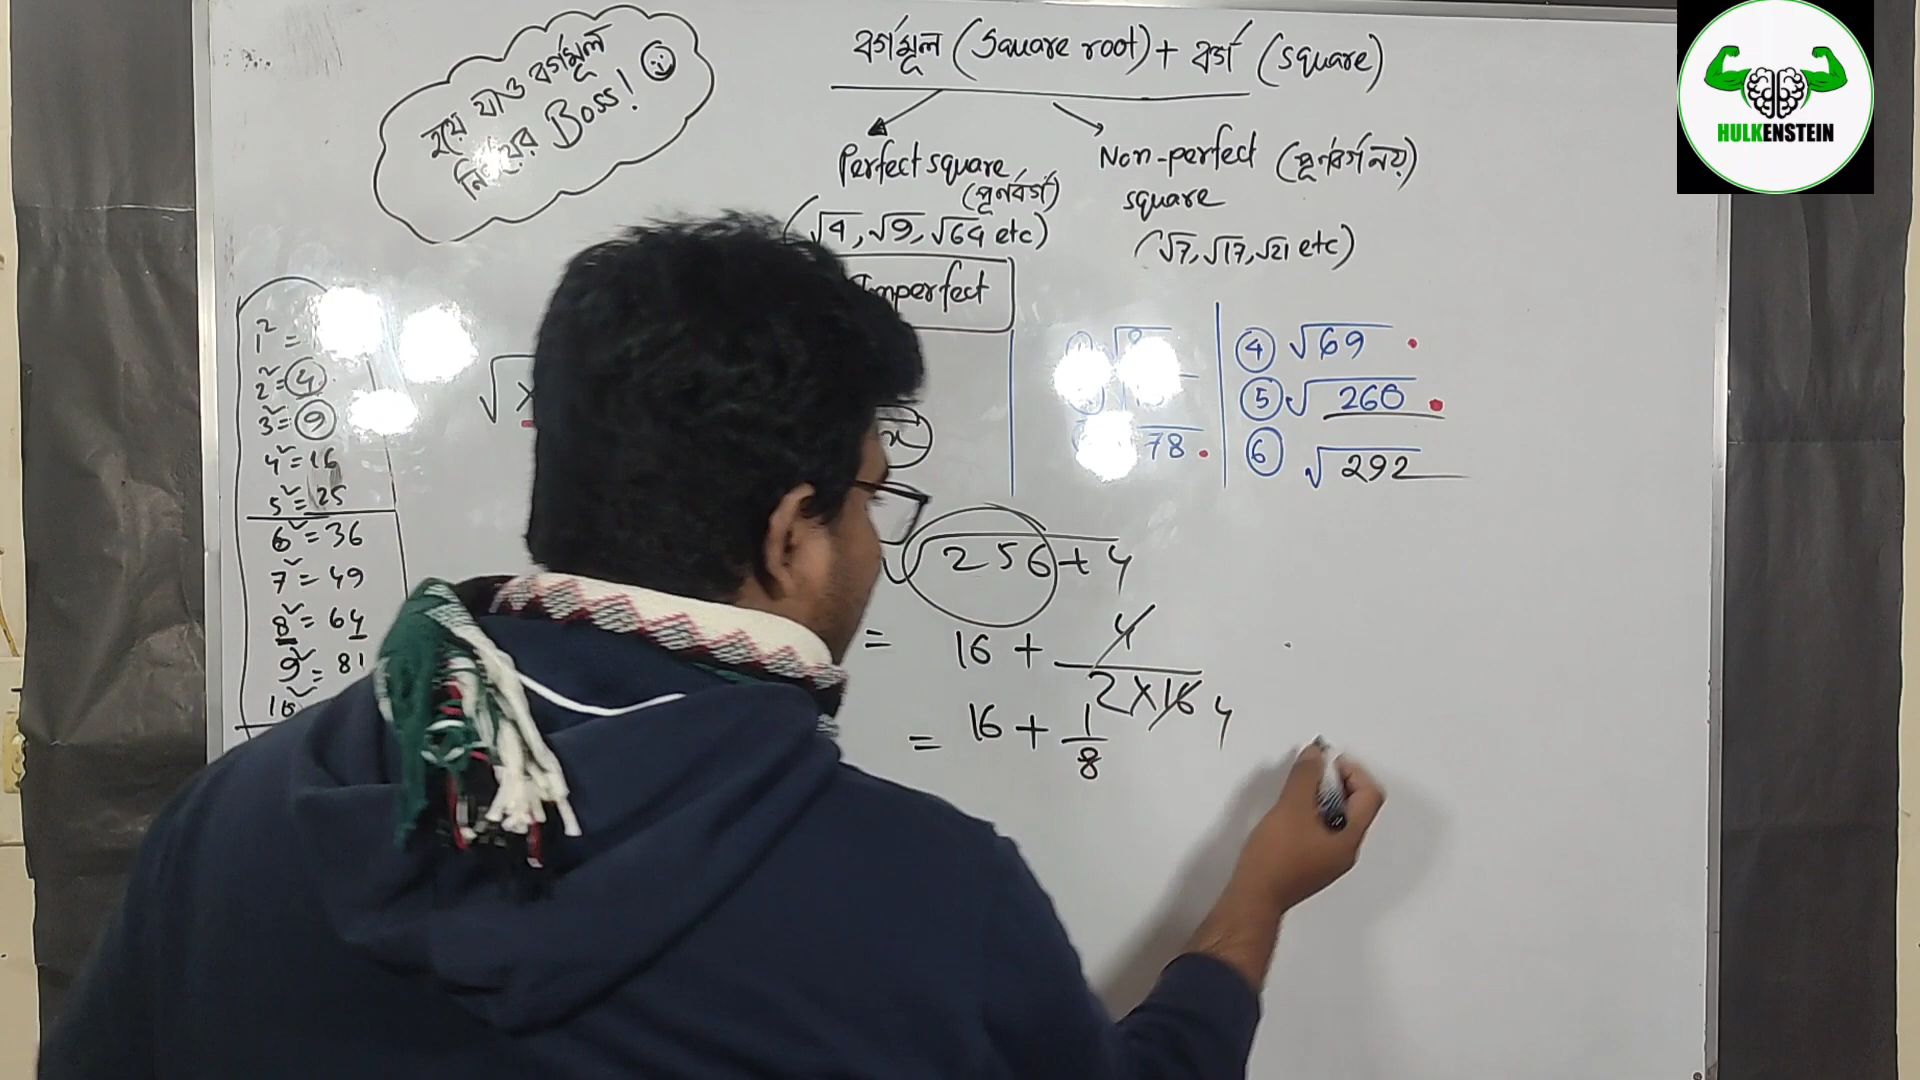 বর্গমূল (Square root) + বর্গ (square)
হয়ে যাও বর্গমূল
Boss!
Perfect square
(পূর্নবর্গ)
(√4, √9, √64 etc)
Non-perfect (পূর্নবর্গ নয়)
square
(√7, √17, √21 etc)
Imperfect
1² =
2² = 4
3² = 9
4² = 16
5² = 25
6² = 36
7² = 49
8² = 64
9² = 81
√x
x
78
④ √69
⑤ √260
⑥ √292
√256 + 4
= 16 + 4/2×16 4
= 16 + 1/8
HULKENSTEIN